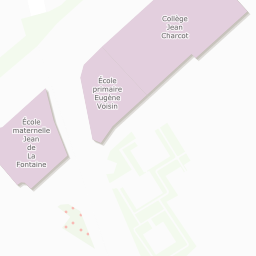 Collège
Jean
Charcot
École
primaire
Eugène
Voisin
École
maternelle
Jean
de
La
Fontaine